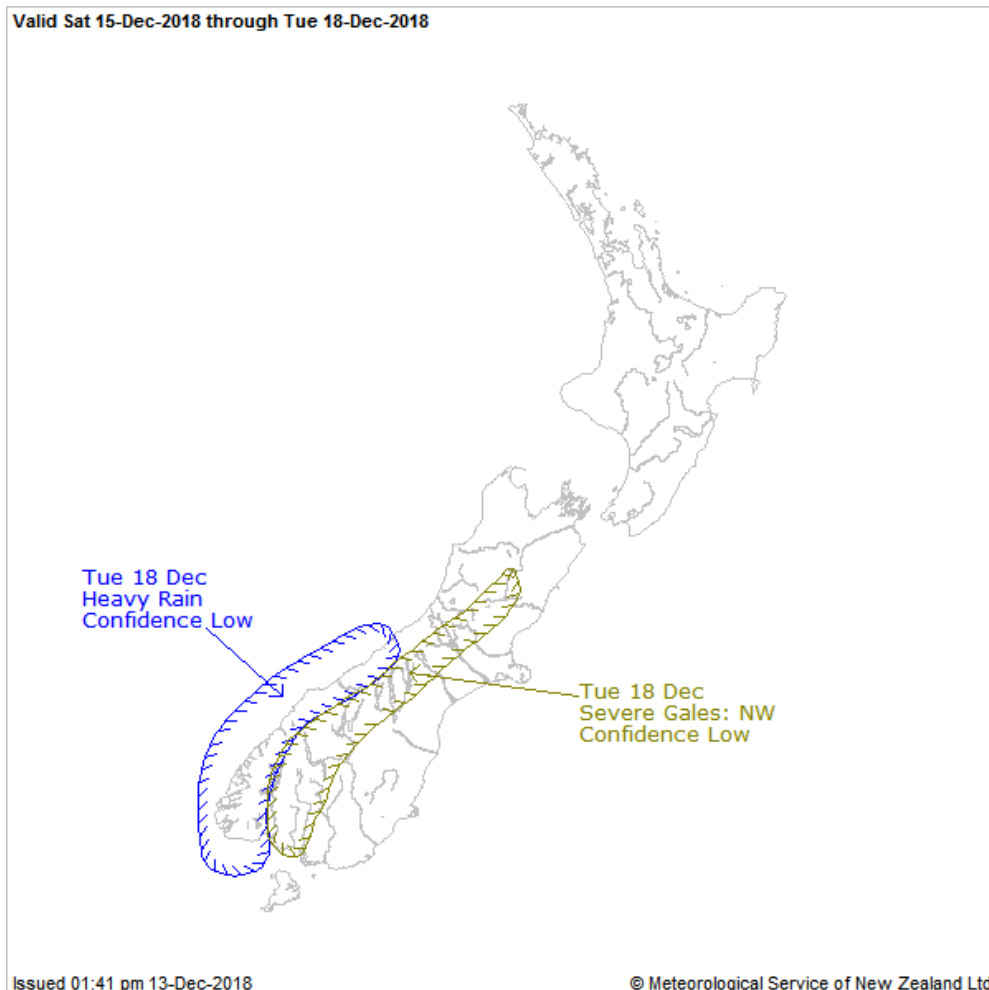 Valid Sat 15-Dec-2018 through Tue 18-Dec-2018
Tue 18 Dec
Heavy Rain
Confidence Low
Tue 18 Dec
Severe Gales: NW
Confidence Low
Issued 01:41 pm 13-Dec-2018
© Meteorological Service of New Zealand Ltd